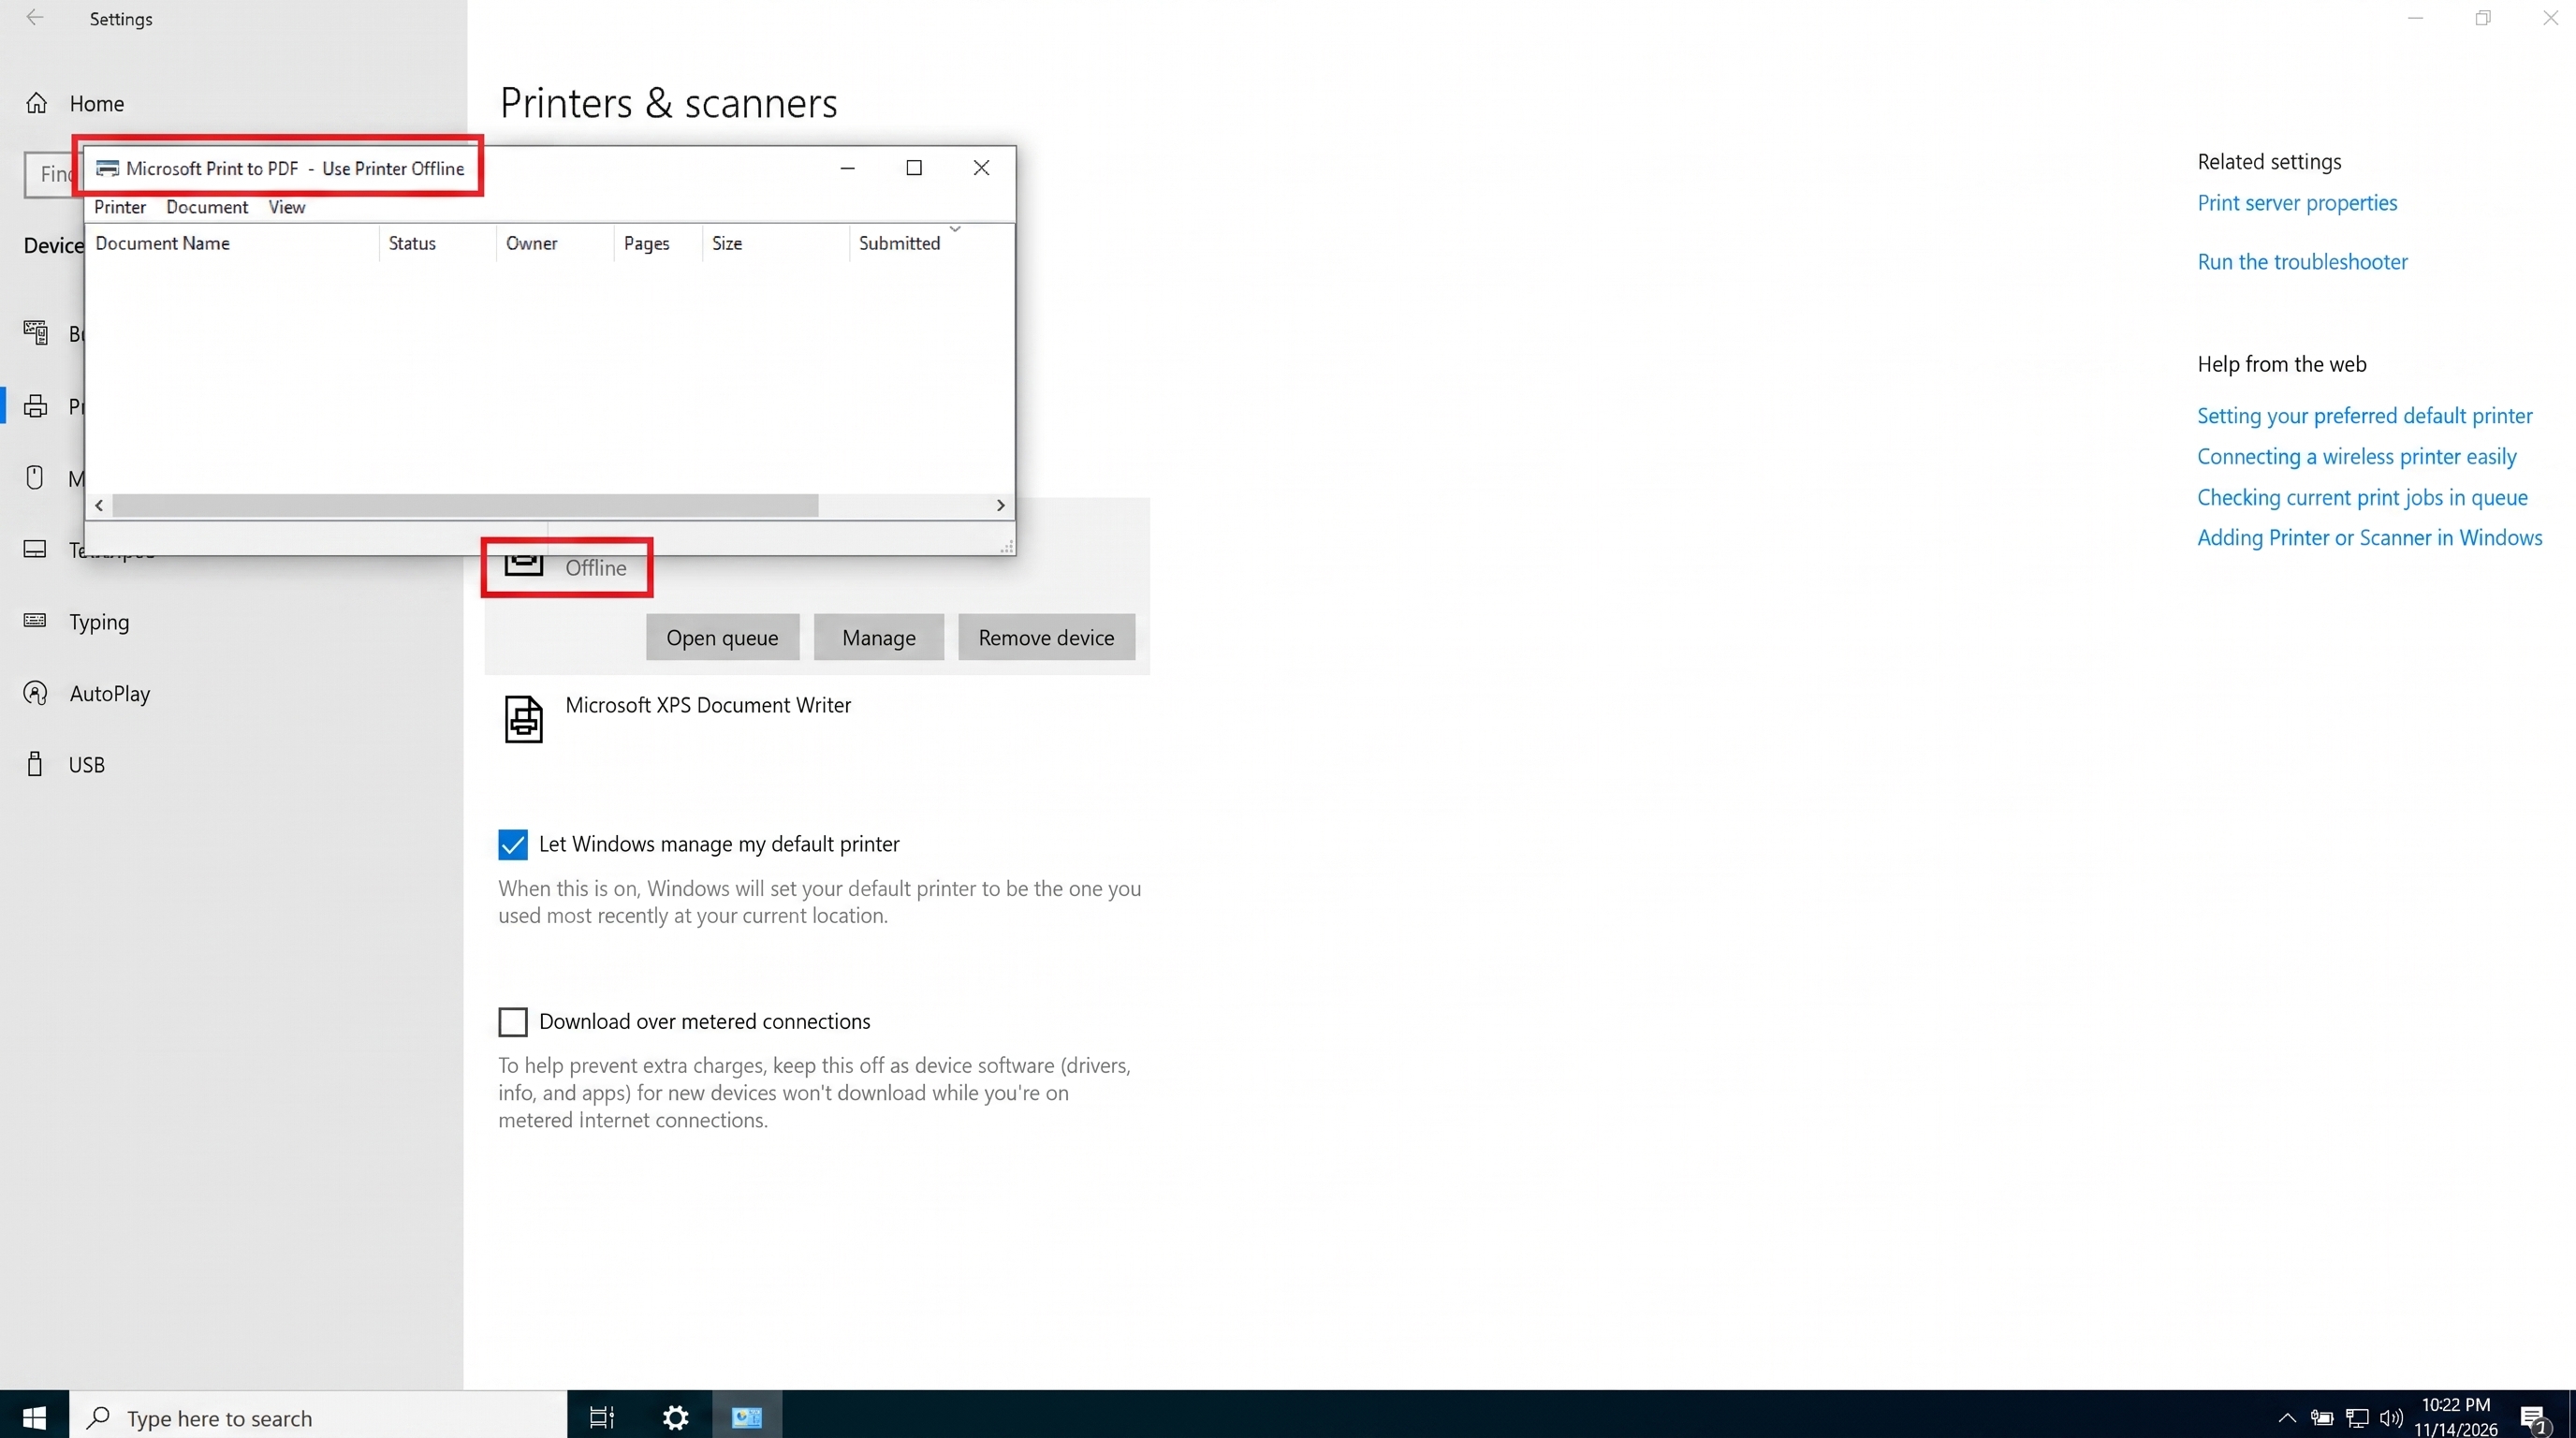 Settings
Home
Printers & scanners
Find
Microsoft Print to PDF - Use Printer Offline
Printer Document View
Document Name Status Owner Pages Size Submitted
Device
Offline
Open queue Manage Remove device
Typing
AutoPlay
USB
Microsoft XPS Document Writer
Let Windows manage my default printer
When this is on, Windows will set your default printer to be the one you
used most recently at your current location.
Download over metered connections
To help prevent extra charges, keep this off as device software (drivers,
info, and apps) for new devices won't download while you're on
metered Internet connections.
Related settings
Print server properties
Run the troubleshooter
Help from the web
Setting your preferred default printer
Connecting a wireless printer easily
Checking current print jobs in queue
Adding Printer or Scanner in Windows
Type here to search
10:22 PM
11/14/2026
1